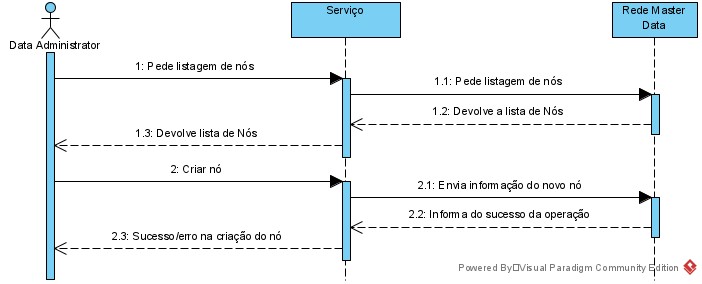 Data Administrator
Serviço
Rede Master
Data
1: Pede listagem de nós
1.1: Pede listagem de nós
1.2: Devolve a lista de Nós
1.3: Devolve lista de Nós
2: Criar nó
2.1: Envia informação do novo nó
2.2: Informa do sucesso da operação
2.3: Sucesso/erro na criação do nó
Powered By Visual Paradigm Community Edition